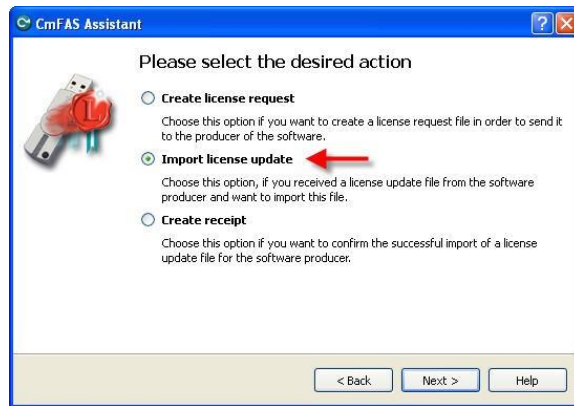 CmFAS Assistant
Please select the desired action
Create license request
Choose this option if you want to create a license request file in order to send it
to the producer of the software.
Import license update
Choose this option, if you received a license update file from the software
producer and want to import this file.
Create receipt
Choose this option if you want to confirm the successful import of a license
update file for the software producer.
< Back Next > Help